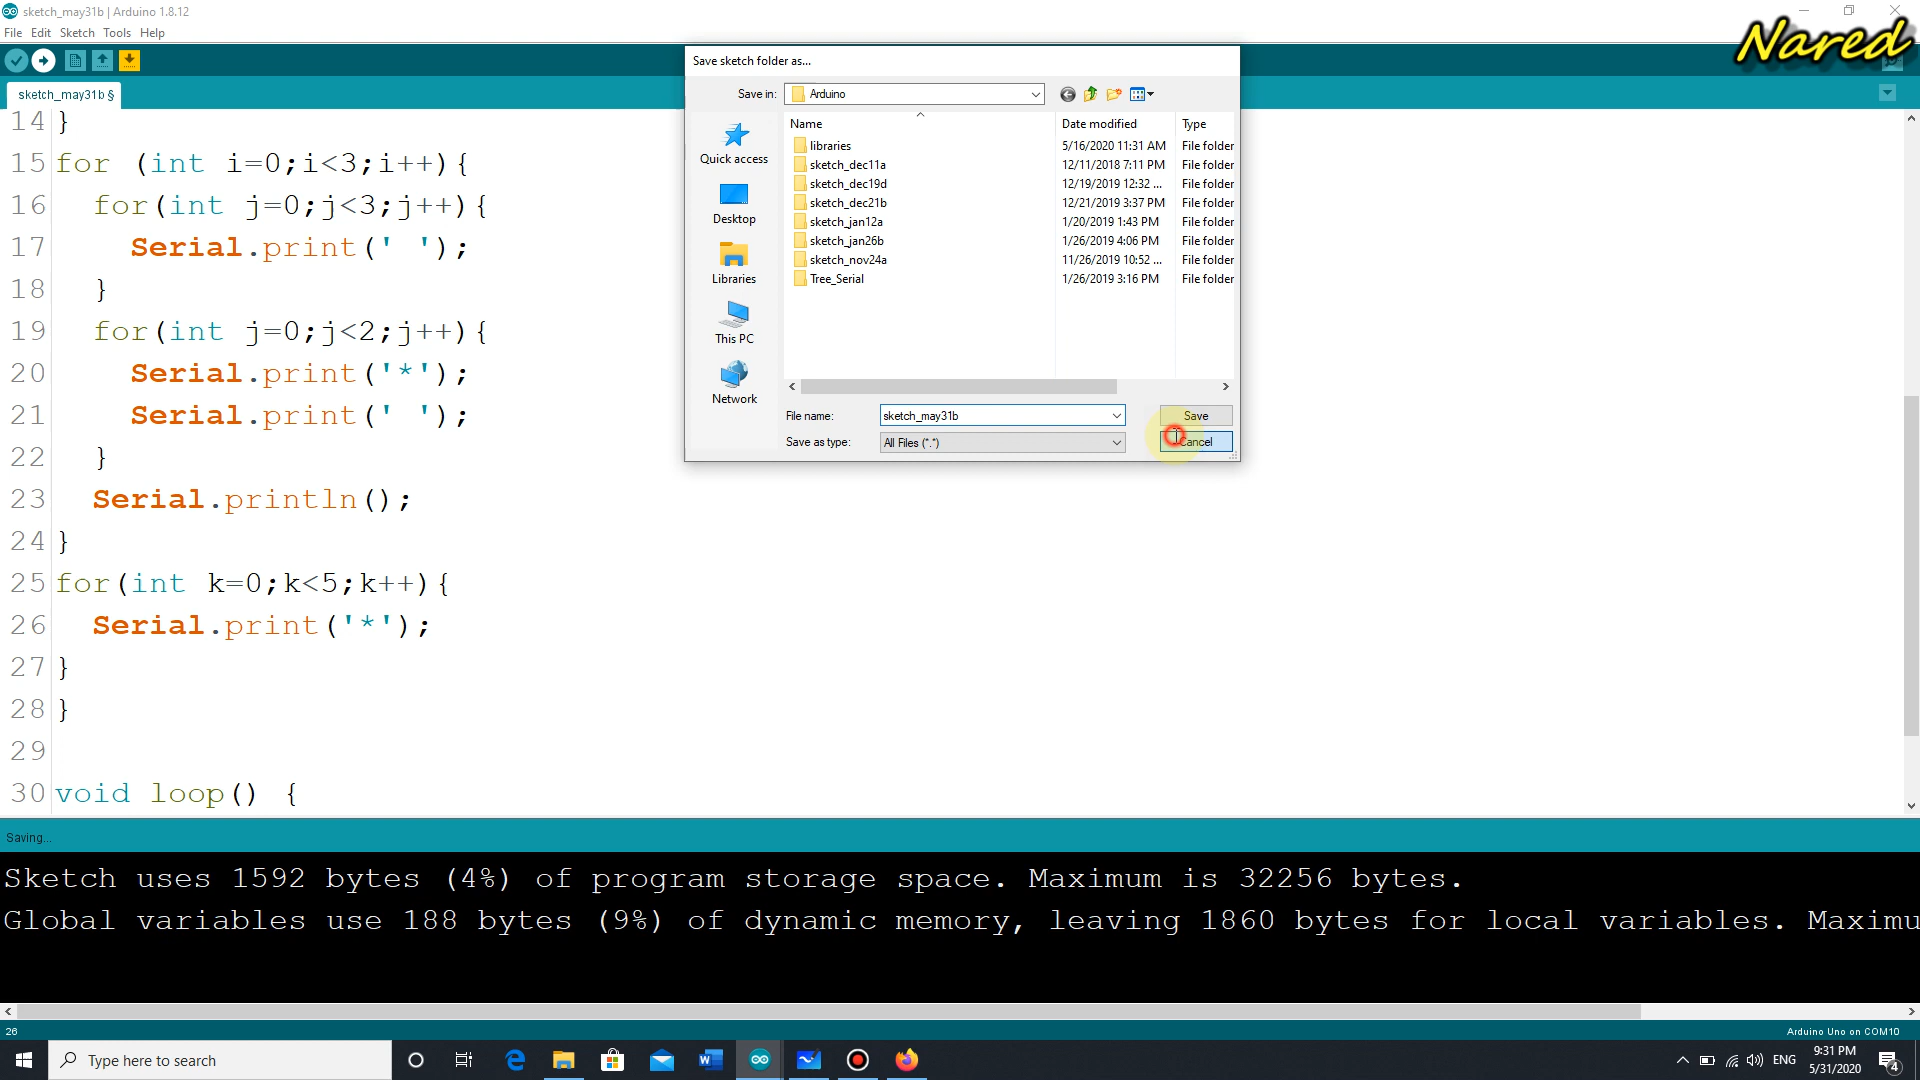 sketch_may31b | Arduino 1.8.12
File Edit Sketch Tools Help
Nared
sketch_may31b §
14 }
15 for (int i=0;i<3;i++){
16 for(int j=0;j<3;j++){
17 Serial.print(' ');
18 }
19 for(int j=0;j<2;j++){
20 Serial.print('*');
21 Serial.print(' ');
22 }
23 Serial.println();
24 }
25 for(int k=0;k<5;k++){
26 Serial.print('*');
27 }
28 }
29
30 void loop() {
Save sketch folder as...
Save in: Arduino
Quick access
Desktop
Libraries
This PC
Network
Name Date modified Type
libraries 5/16/2020 11:31 AM File folder
sketch_dec11a 12/11/2018 7:11 PM File folder
sketch_dec19d 12/19/2019 12:32 ... File folder
sketch_dec21b 12/21/2019 3:37 PM File folder
sketch_jan12a 1/20/2019 1:43 PM File folder
sketch_jan26b 1/26/2019 4:06 PM File folder
sketch_nov24a 11/26/2019 10:52 ... File folder
Tree_Serial 1/26/2019 3:16 PM File folder
File name: sketch_may31b Save
Save as type: All Files (*.*) Cancel
Saving...
Sketch uses 1592 bytes (4%) of program storage space. Maximum is 32256 bytes.
Global variables use 188 bytes (9%) of dynamic memory, leaving 1860 bytes for local variables. Maximu
26 Arduino Uno on COM10
Type here to search
ENG
9:31 PM
5/31/2020
4